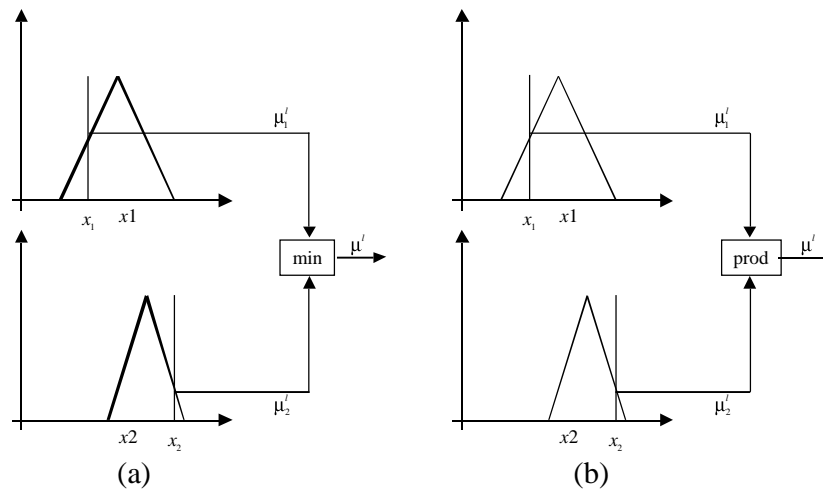 μ₁ˡ
x₁ x1
min μˡ
μ₂ˡ
x2 x₂
(a)
μ₁ˡ
x₁ x1
prod μˡ
μ₂ˡ
x2 x₂
(b)